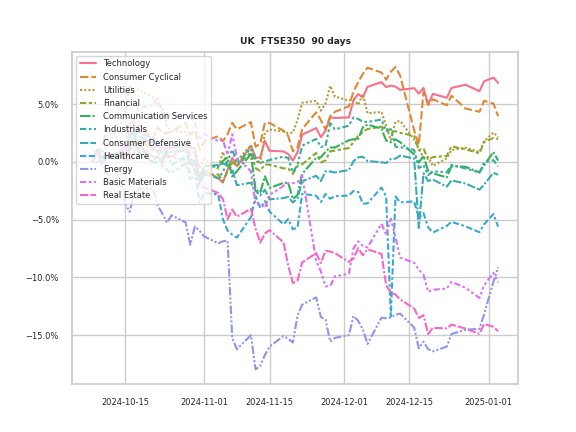 UK  FTSE350  90 days
Technology
Consumer Cyclical
Utilities
Financial
Communication Services
Industrials
Consumer Defensive
Healthcare
Energy
Basic Materials
Real Estate
5.0%
0.0%
−5.0%
−10.0%
−15.0%
2024-10-15
2024-11-01
2024-11-15
2024-12-01
2024-12-15
2025-01-01